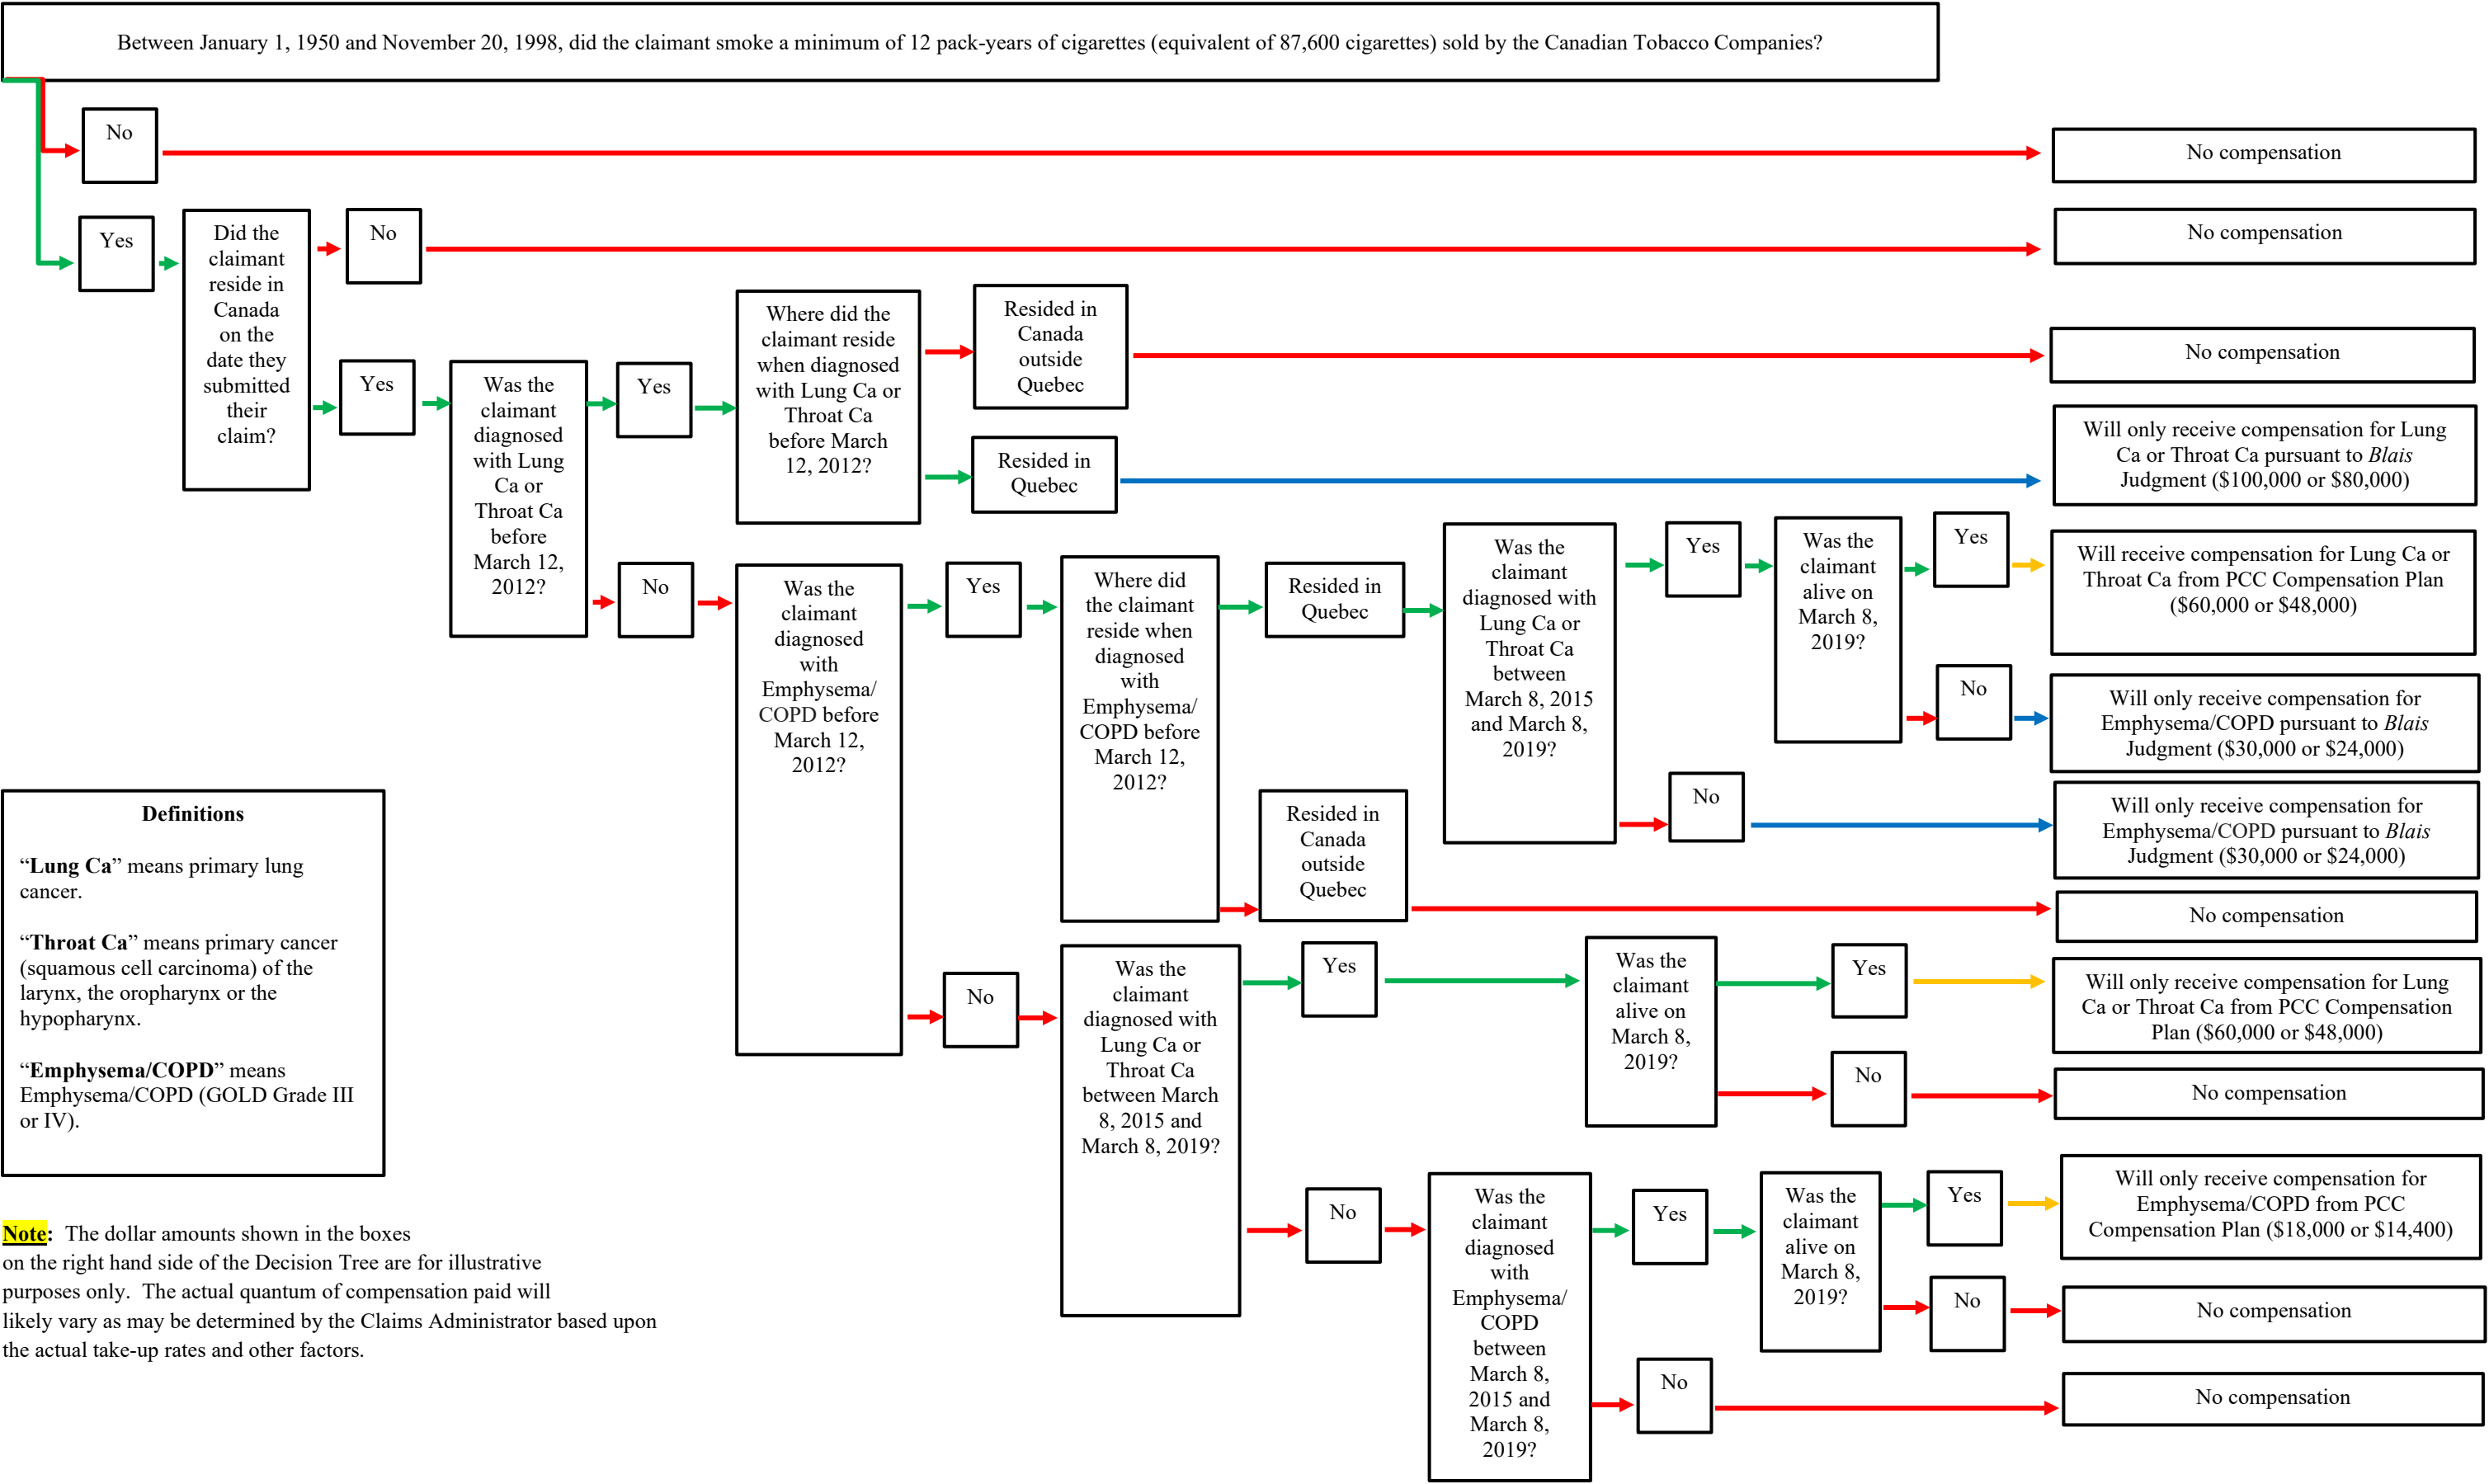 Between January 1, 1950 and November 20, 1998, did the claimant smoke a minimum of 12 pack-years of cigarettes (equivalent of 87,600 cigarettes) sold by the Canadian Tobacco Companies?
No
No compensation
Yes
Did the
claimant
reside in
Canada
on the
date they
submitted
their
claim?
No
No compensation
Yes
Was the
claimant
diagnosed
with Lung
Ca or
Throat Ca
before
March 12,
2012?
Yes
Where did the
claimant reside
when diagnosed
with Lung Ca or
Throat Ca
before March
12, 2012?
Resided in
Canada
outside
Quebec
No compensation
Resided in
Quebec
Will only receive compensation for Lung
Ca or Throat Ca pursuant to Blais
Judgment ($100,000 or $80,000)
No
Was the
claimant
diagnosed
with
Emphysema/
COPD before
March 12,
2012?
Yes
Where did
the claimant
reside when
diagnosed
with
Emphysema/
COPD before
March 12,
2012?
Resided in
Quebec
Was the
claimant
diagnosed with
Lung Ca or
Throat Ca
between
March 8, 2015
and March 8,
2019?
Yes
Was the
claimant
alive on
March 8,
2019?
Yes
Will receive compensation for Lung Ca or
Throat Ca from PCC Compensation Plan
($60,000 or $48,000)
No
Will only receive compensation for
Emphysema/COPD pursuant to Blais
Judgment ($30,000 or $24,000)
No
Will only receive compensation for
Emphysema/COPD pursuant to Blais
Judgment ($30,000 or $24,000)
Resided in
Canada
outside
Quebec
No compensation
No
Was the
claimant
diagnosed with
Lung Ca or
Throat Ca
between March
8, 2015 and
March 8, 2019?
Yes
Was the
claimant
alive on
March 8,
2019?
Yes
Will only receive compensation for Lung
Ca or Throat Ca from PCC Compensation
Plan ($60,000 or $48,000)
No
No compensation
No
Was the
claimant
diagnosed
with
Emphysema/
COPD
between
March 8,
2015 and
March 8,
2019?
Yes
Was the
claimant
alive on
March 8,
2019?
Yes
Will only receive compensation for
Emphysema/COPD from PCC
Compensation Plan ($18,000 or $14,400)
No
No compensation
No
No compensation
Definitions
“Lung Ca” means primary lung
cancer.
“Throat Ca” means primary cancer
(squamous cell carcinoma) of the
larynx, the oropharynx or the
hypopharynx.
“Emphysema/COPD” means
Emphysema/COPD (GOLD Grade III
or IV).
Note: The dollar amounts shown in the boxes
on the right hand side of the Decision Tree are for illustrative
purposes only. The actual quantum of compensation paid will
likely vary as may be determined by the Claims Administrator based upon
the actual take-up rates and other factors.